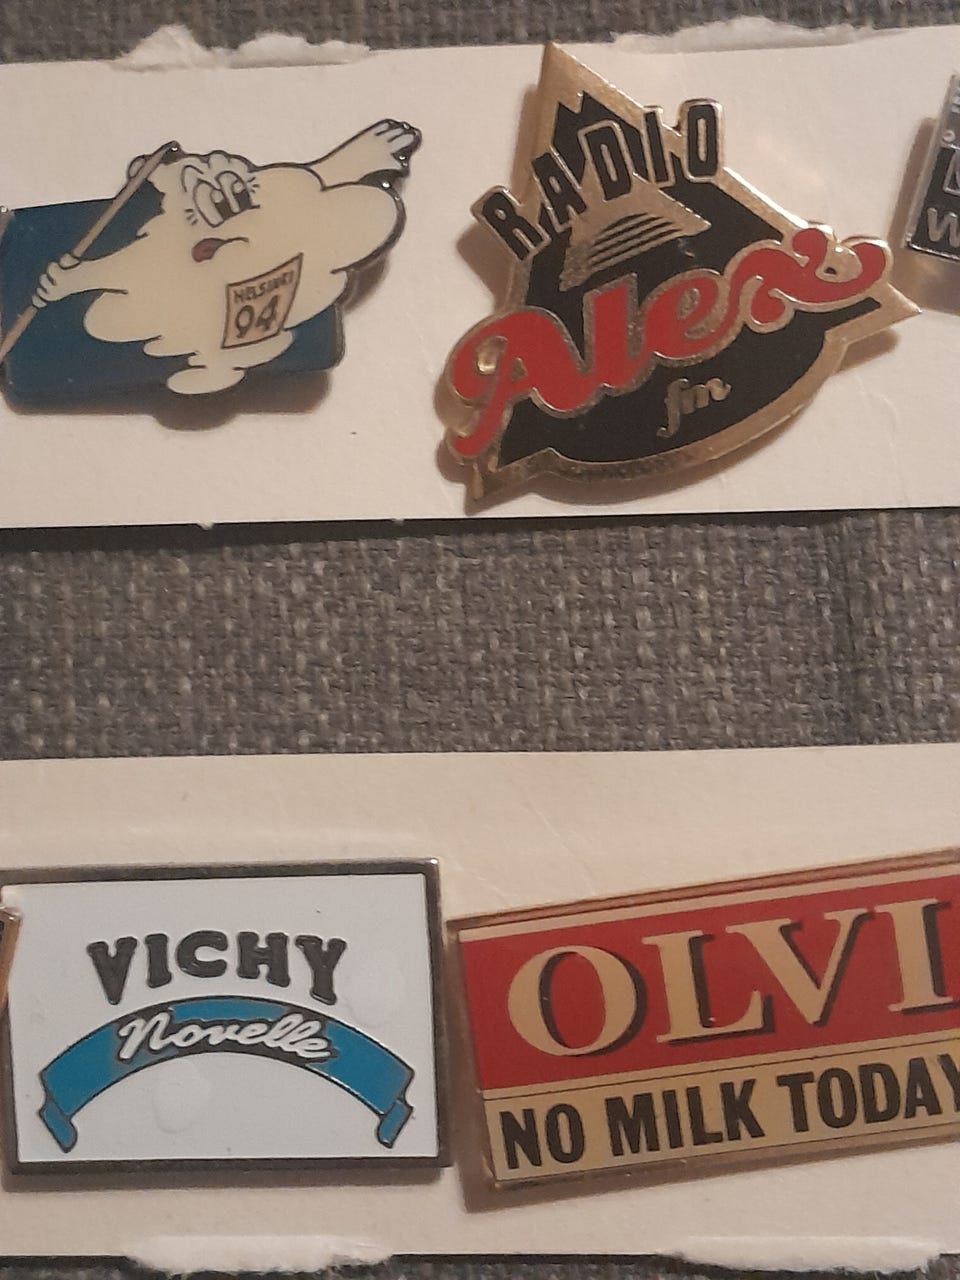 HELSINKI
94
RADIO
Alex
fm
VICHY
Novelle
OLVI
NO MILK TODAY